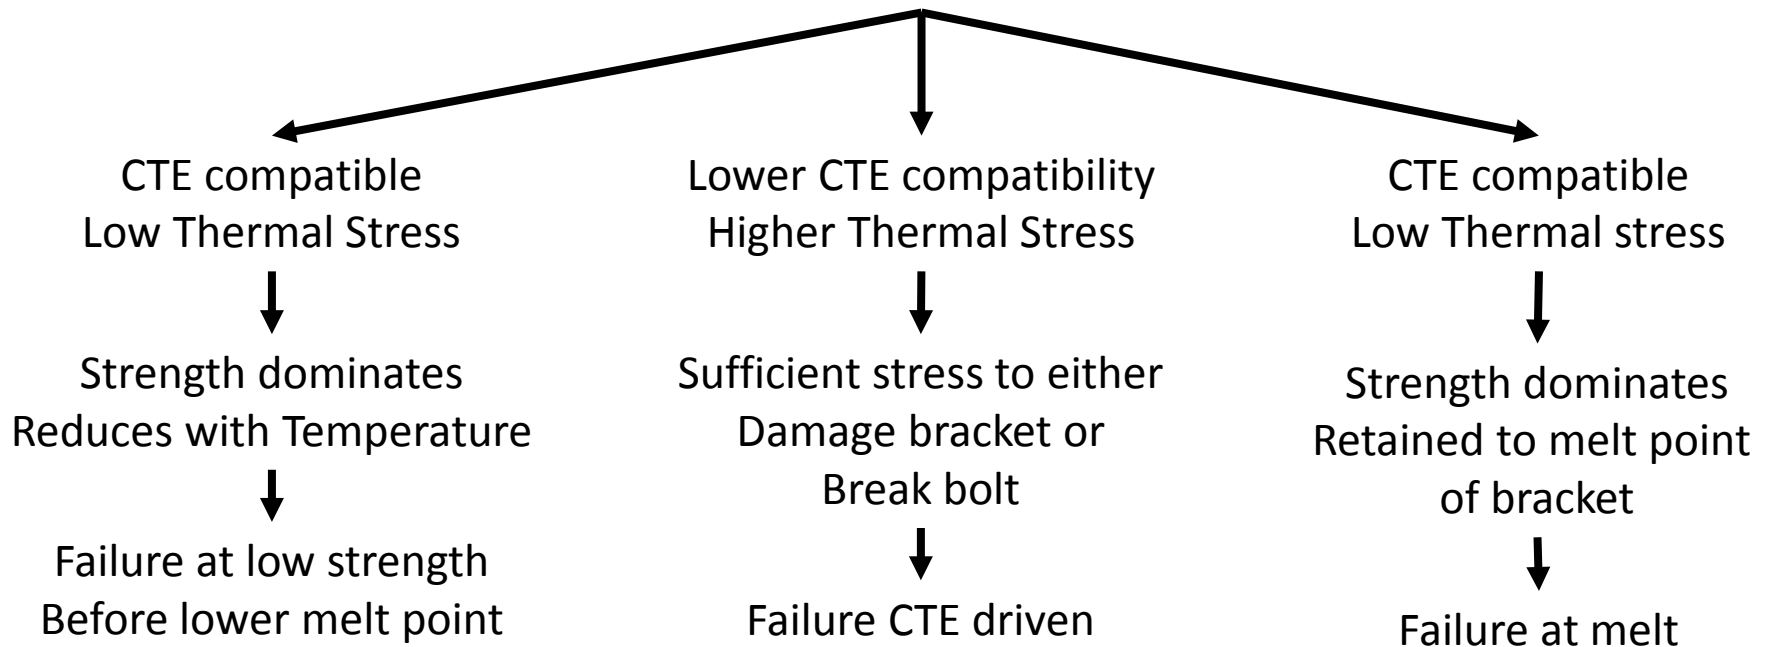 CTE compatible
Low Thermal Stress
Strength dominates
Reduces with Temperature
Failure at low strength
Before lower melt point
Lower CTE compatibility
Higher Thermal Stress
Sufficient stress to either
Damage bracket or
Break bolt
Failure CTE driven
CTE compatible
Low Thermal stress
Strength dominates
Retained to melt point
of bracket
Failure at melt